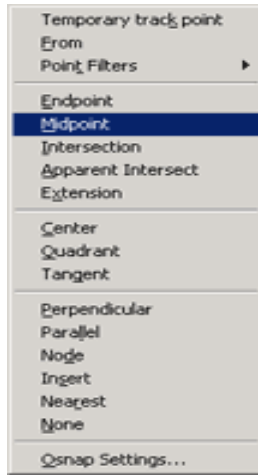 Temporary track point
From
Point Filters
Endpoint
Midpoint
Intersection
Apparent Intersect
Extension
Center
Quadrant
Tangent
Perpendicular
Parallel
Node
Insert
Nearest
None
Osnap Settings...